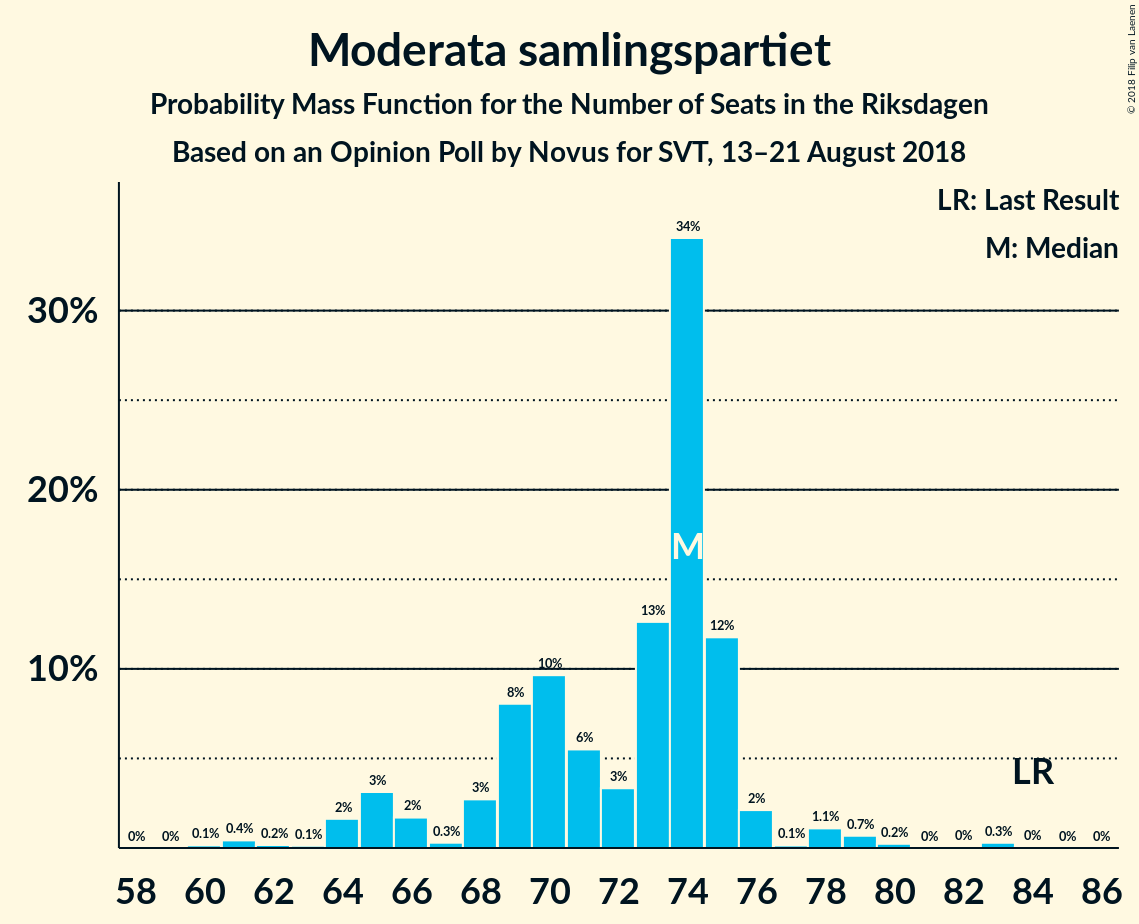 Moderata samlingspartiet
Probability Mass Function for the Number of Seats in the Riksdagen
Based on an Opinion Poll by Novus for SVT, 13–21 August 2018
© 2018 Filip van Laenen
LR: Last Result
M: Median
30%
20%
10%
0% 0% 0.1% 0.4% 0.2% 0.1% 2% 3% 2% 0.3% 3% 8% 10% 6% 3% 13% 34% 12% 2% 0.1% 1.1% 0.7% 0.2% 0% 0% 0.3% 0% 0% 0%
M
LR
58 60 62 64 66 68 70 72 74 76 78 80 82 84 86